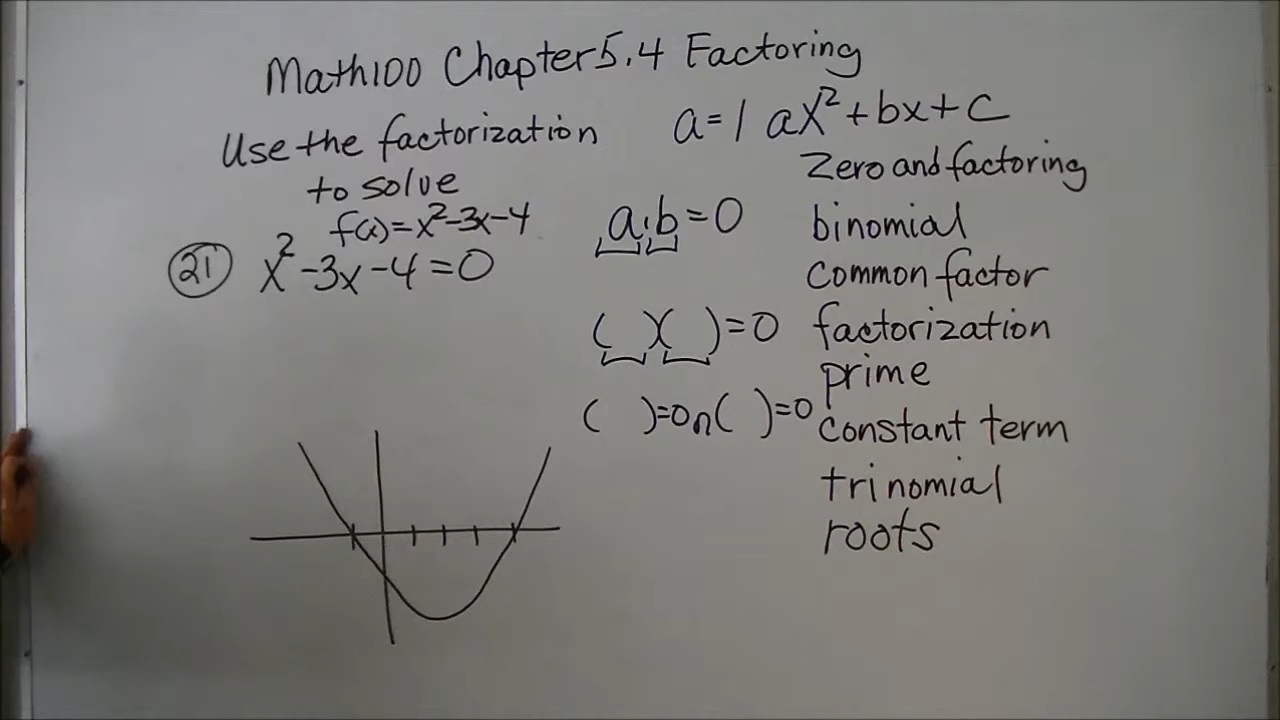 Math100 Chapter 5.4 Factoring
Use the factorization
to solve
f(x)=x²-3x-4
21 x²-3x-4=0
a=1 ax²+bx+c
Zero and factoring
a·b=0
binomial
common factor
( )( )=0
factorization
prime
( )=0 n ( )=0
constant term
trinomial
roots